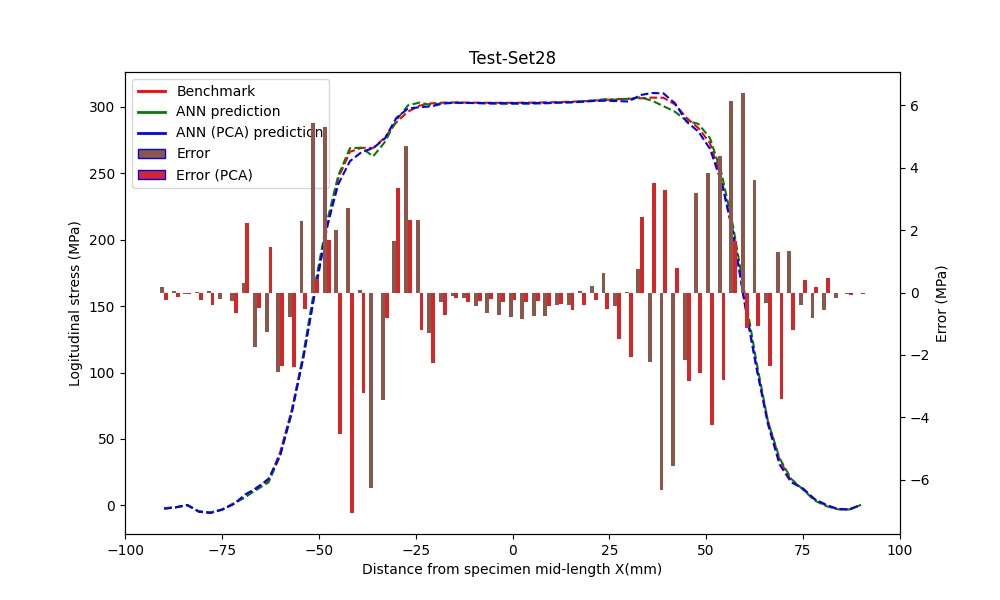 Test-Set28
Benchmark
ANN prediction
ANN (PCA) prediction
Error
Error (PCA)
300
250
200
150
100
50
0
Logitudinal stress (MPa)
6
4
2
0
−2
−4
−6
Error (MPa)
−100 −75 −50 −25 0 25 50 75 100
Distance from specimen mid-length X(mm)